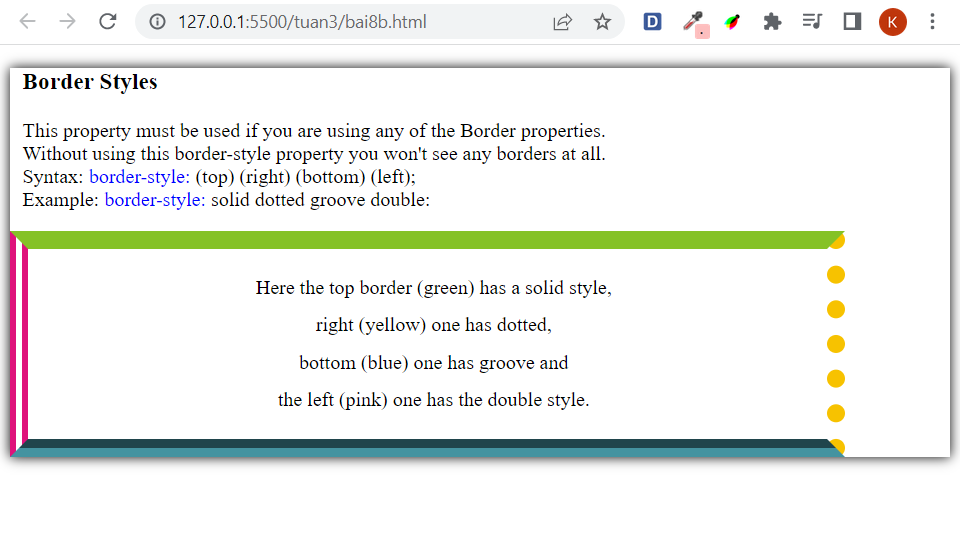 127.0.0.1:5500/tuan3/bai8b.html
D
.
K
Border Styles
This property must be used if you are using any of the Border properties.
Without using this border-style property you won't see any borders at all.
Syntax: border-style: (top) (right) (bottom) (left);
Example: border-style: solid dotted groove double:
Here the top border (green) has a solid style,
right (yellow) one has dotted,
bottom (blue) one has groove and
the left (pink) one has the double style.